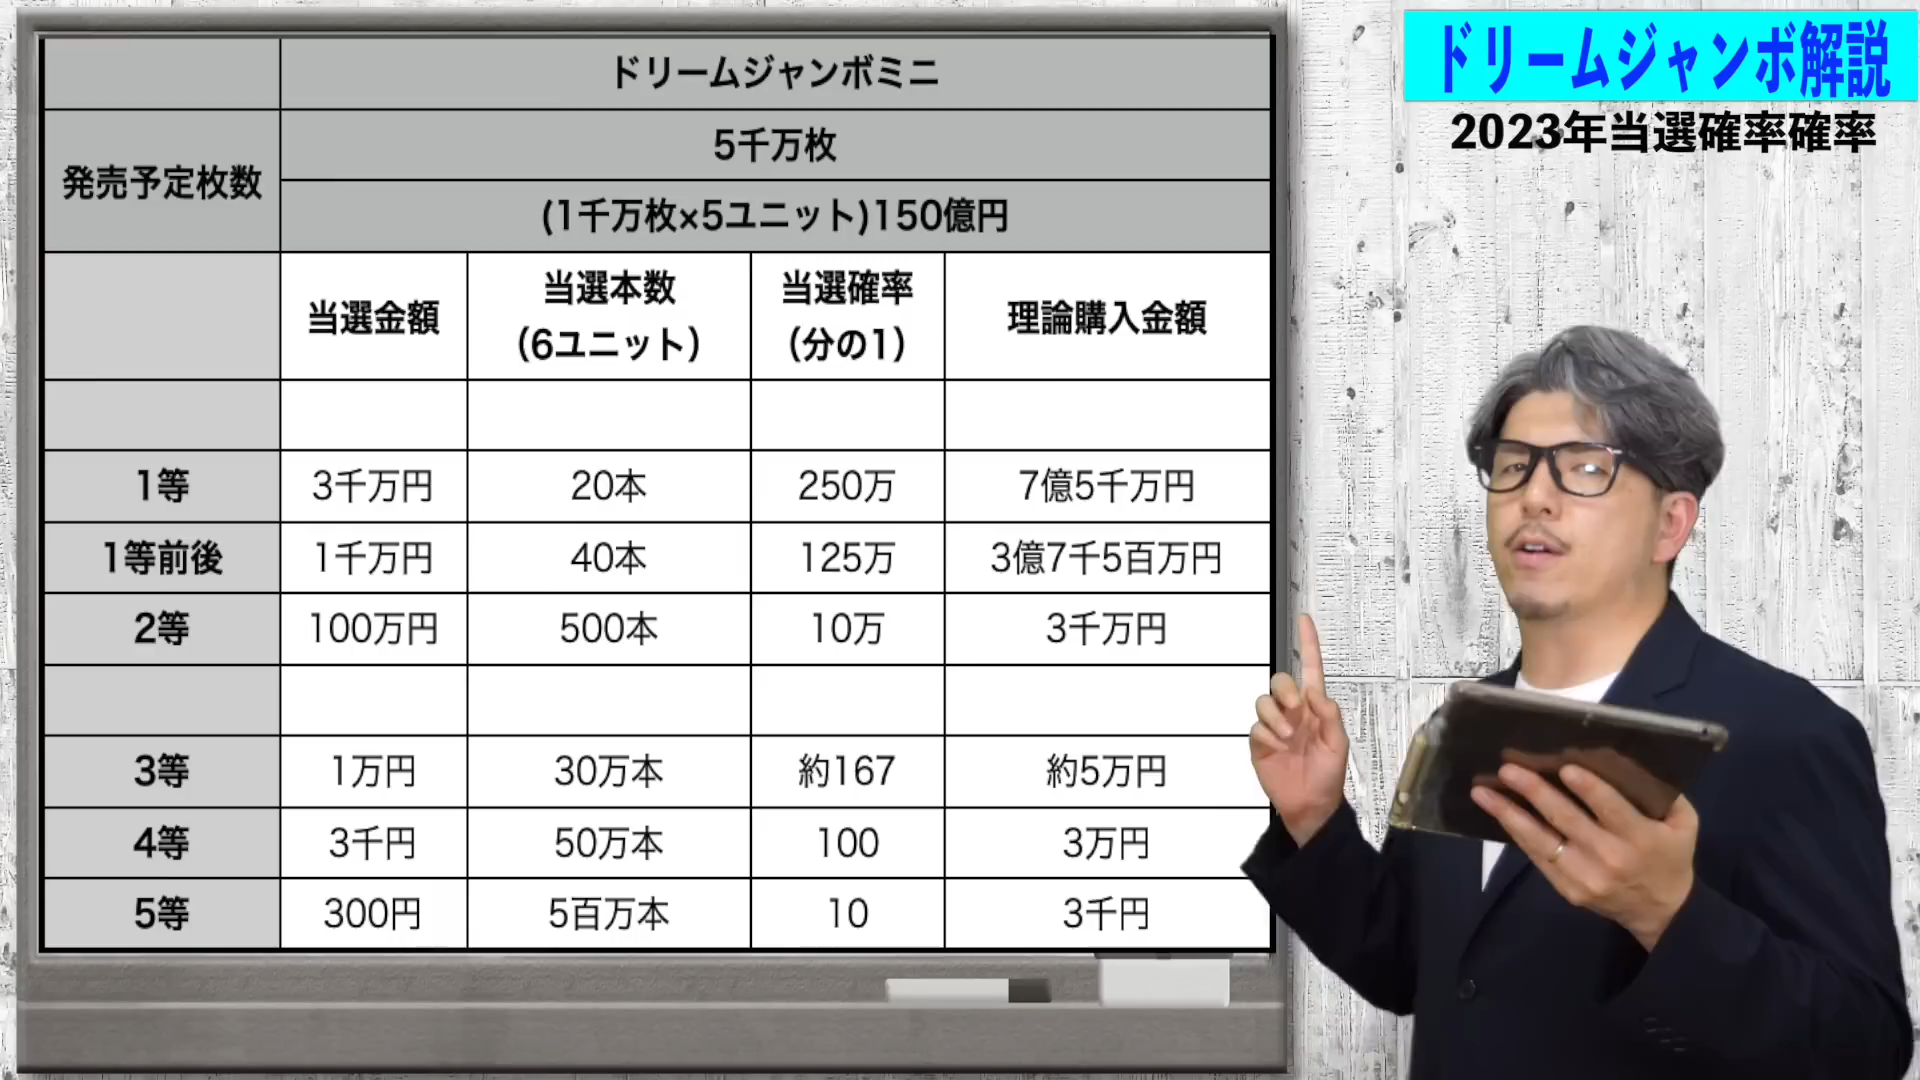 ドリームジャンボ解説
2023年当選確率確率
ドリームジャンボミニ
発売予定枚数
5千万枚
(1千万枚×5ユニット)150億円
当選金額
当選本数
（6ユニット）
当選確率
（分の1）
理論購入金額
1等 3千万円 20本 250万 7億5千万円
1等前後 1千万円 40本 125万 3億7千5百万円
2等 100万円 500本 10万 3千万円
3等 1万円 30万本 約167 約5万円
4等 3千円 50万本 100 3万円
5等 300円 5百万本 10 3千円